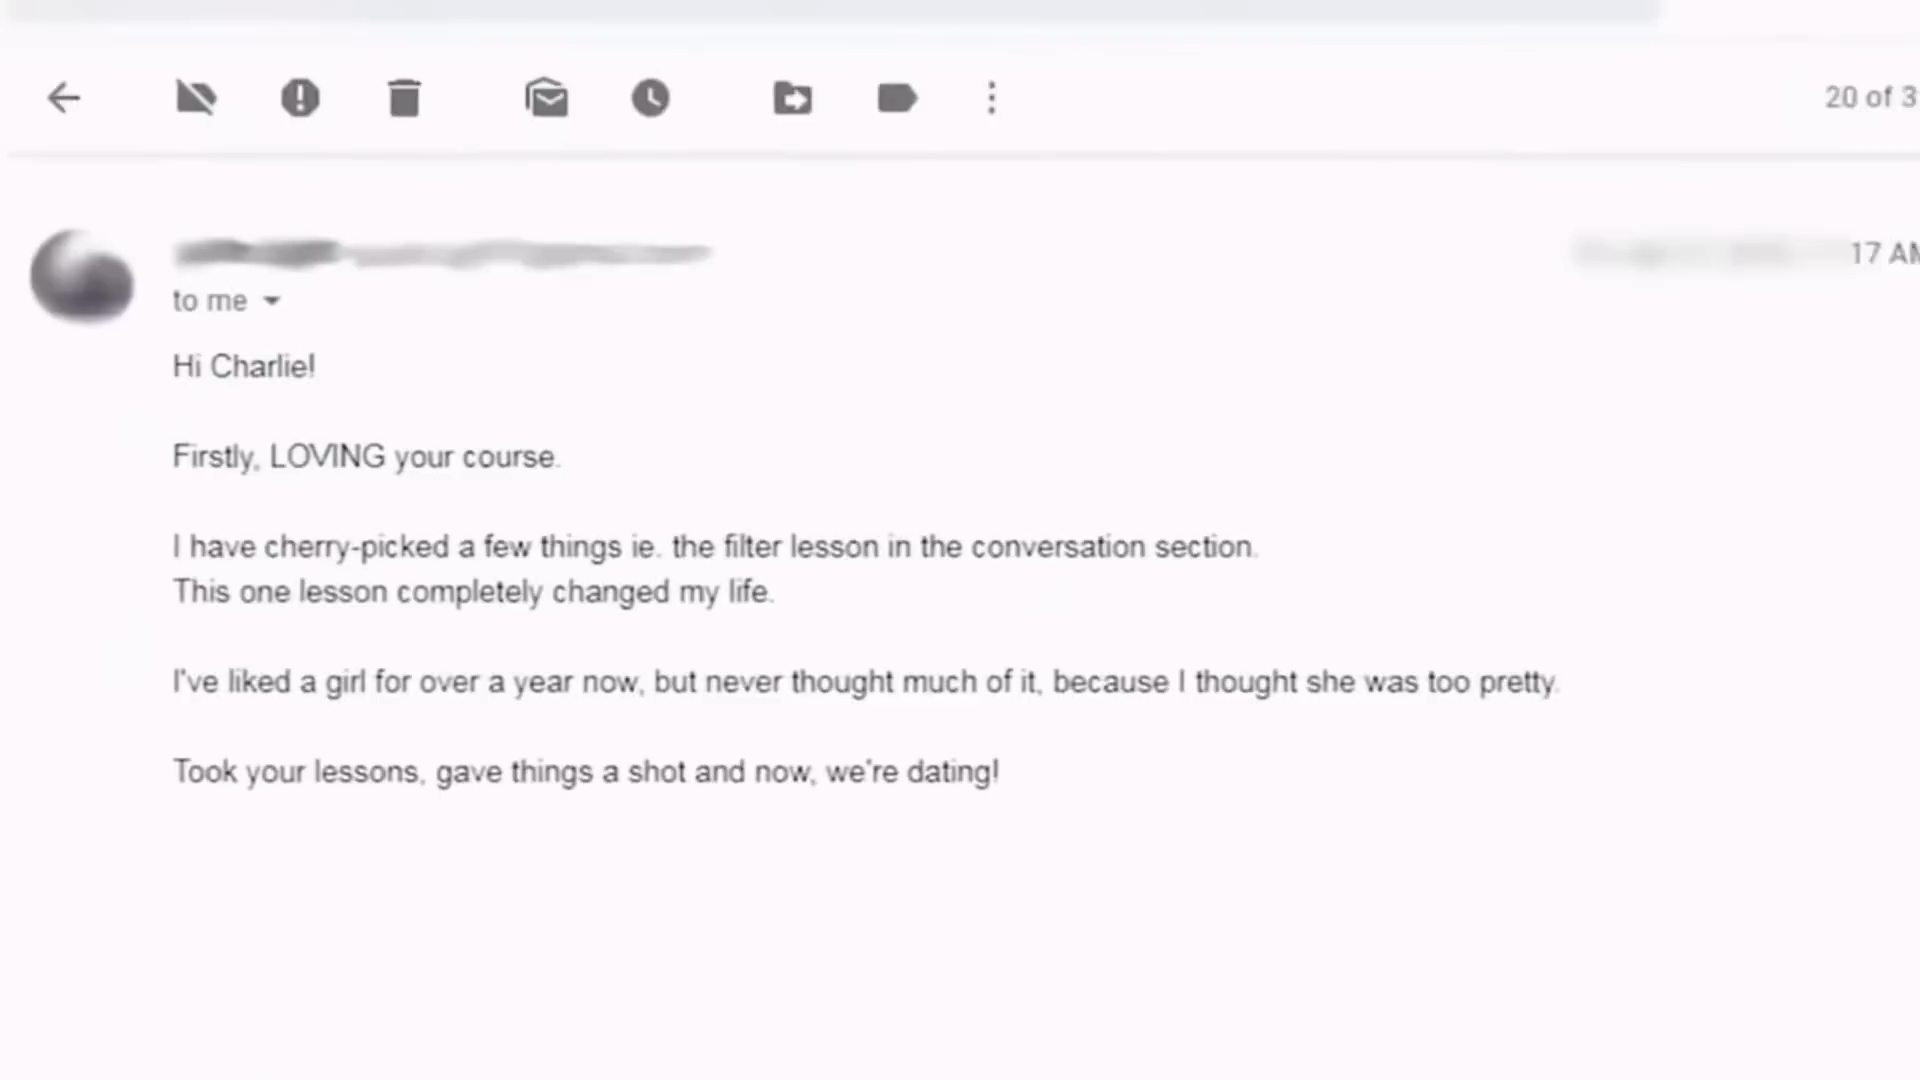 20 of 3
17 AM
to me
Hi Charlie!
Firstly, LOVING your course.
I have cherry-picked a few things ie. the filter lesson in the conversation section.
This one lesson completely changed my life.
I've liked a girl for over a year now, but never thought much of it, because I thought she was too pretty.
Took your lessons, gave things a shot and now, we're dating!